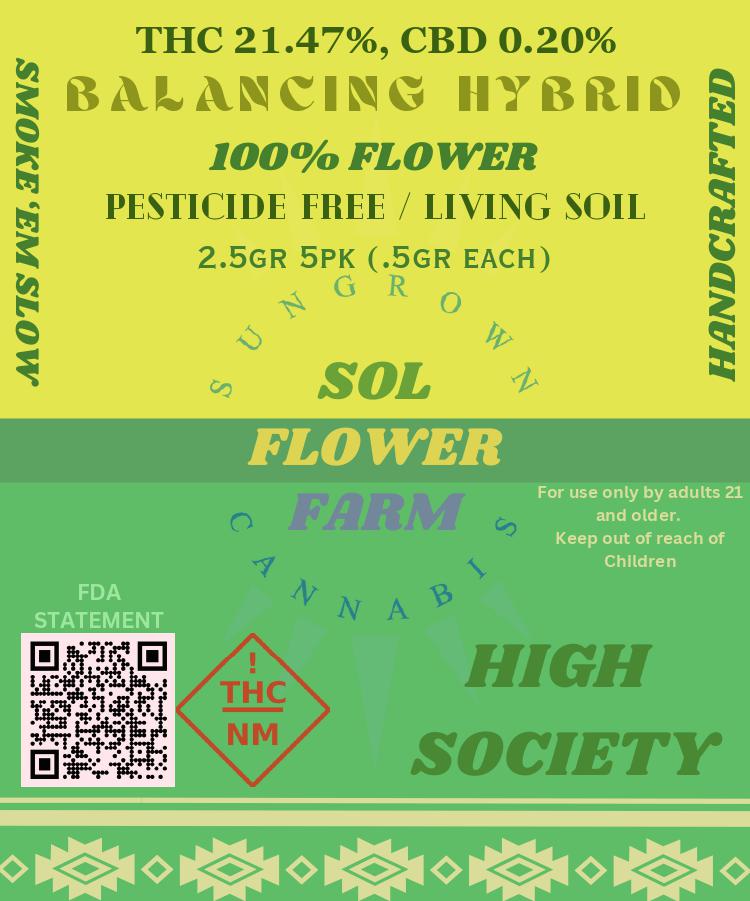 THC 21.47%, CBD 0.20%
BALANCING HYBRID
SMOKE 'EM SLOW
HANDCRAFTED
100% FLOWER
PESTICIDE FREE / LIVING SOIL
2.5GR 5PK (.5GR EACH)
SUNGROWN
SOL
FLOWER
FARM
CANNABIS
For use only by adults 21
and older.
Keep out of reach of
Children
FDA
STATEMENT
!
THC
NM
HIGH
SOCIETY